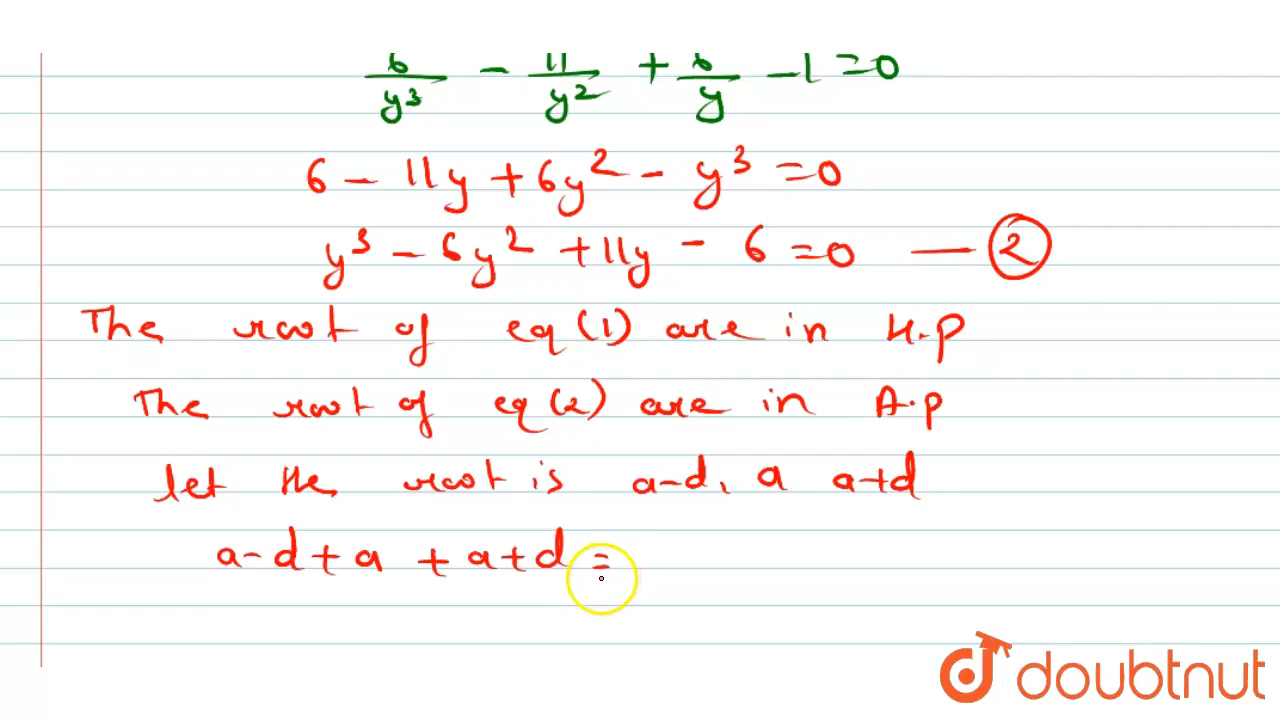 6/y³ - 11/y² + 6/y - 1 = 0
6 - 11y + 6y² - y³ = 0
y³ - 6y² + 11y - 6 = 0 — 2
The root of eq (1) are in H.P
The root of eq (2) are in A.P
let the root is a-d, a a+d
a-d+a + a+d =
doubtnut